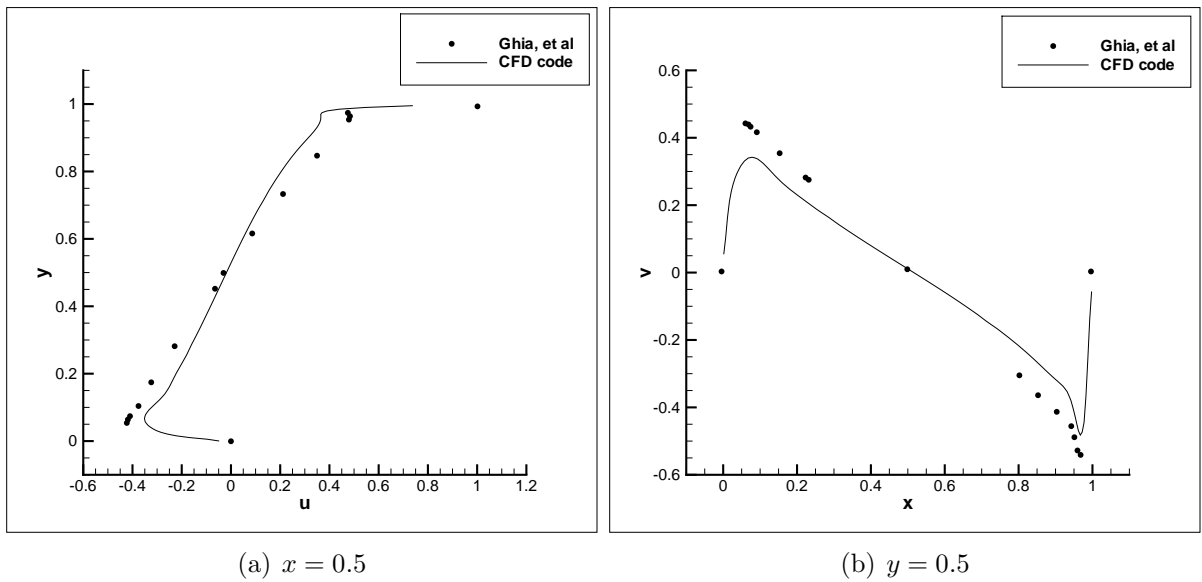 Ghia, et al
CFD code
y
1
0.8
0.6
0.4
0.2
0
-0.6 -0.4 -0.2 0 0.2 0.4 0.6 0.8 1 1.2
u
(a) x = 0.5
Ghia, et al
CFD code
v
0.6
0.4
0.2
0
-0.2
-0.4
-0.6
0 0.2 0.4 0.6 0.8 1
x
(b) y = 0.5